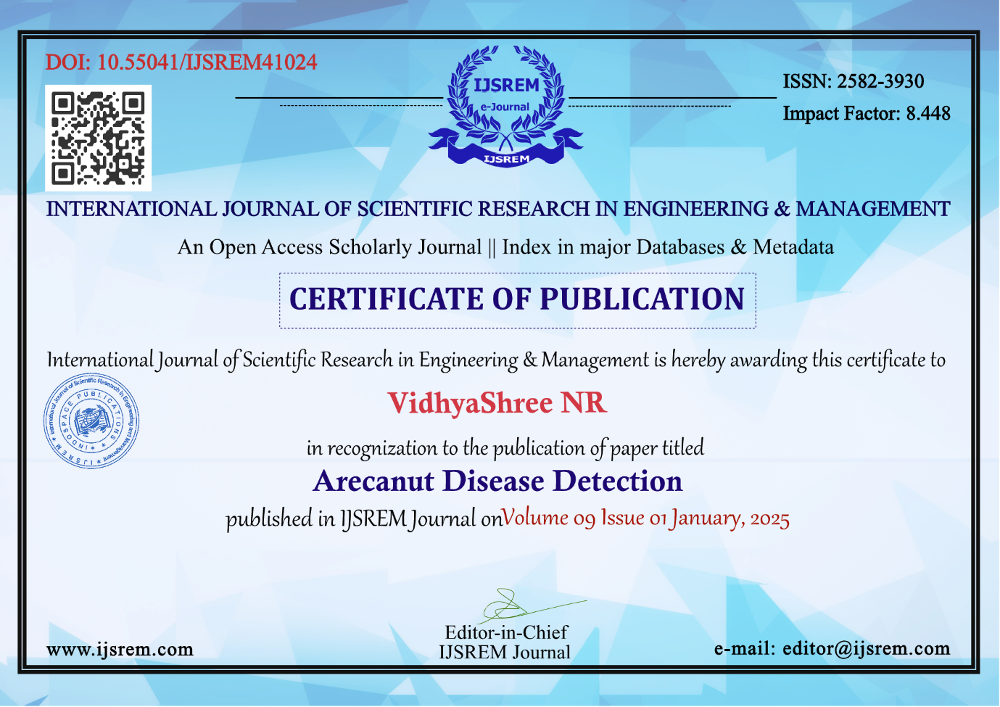 DOI: 10.55041/IJSREM41024
IJSREM
e-Journal
IJSREM
ISSN: 2582-3930
Impact Factor: 8.448
INTERNATIONAL JOURNAL OF SCIENTIFIC RESEARCH IN ENGINEERING & MANAGEMENT
An Open Access Scholarly Journal || Index in major Databases & Metadata
CERTIFICATE OF PUBLICATION
International Journal of Scientific Research in Engineering & Management is hereby awarding this certificate to
International Journal of Scientific Research in Engineering and Management
IJSREM
INDOSPACE PUBLICATIONS
VidhyaShree NR
in recognization to the publication of paper titled
Arecanut Disease Detection
published in IJSREM Journal on Volume 09 Issue 01 January, 2025
Editor-in-Chief
IJSREM Journal
www.ijsrem.com
e-mail: editor@ijsrem.com